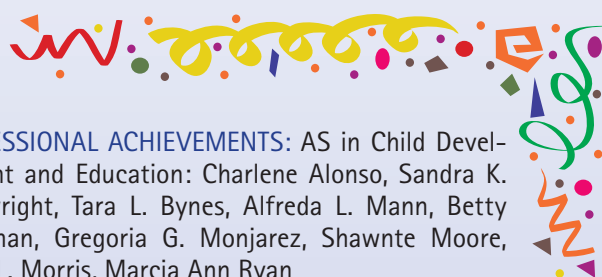 ESSIONAL ACHIEVEMENTS: AS in Child Devel-
nt and Education: Charlene Alonso, Sandra K.
right, Tara L. Bynes, Alfreda L. Mann, Betty
nan, Gregoria G. Monjarez, Shawnte Moore,
L. Morris, Marcia Ann Ryan